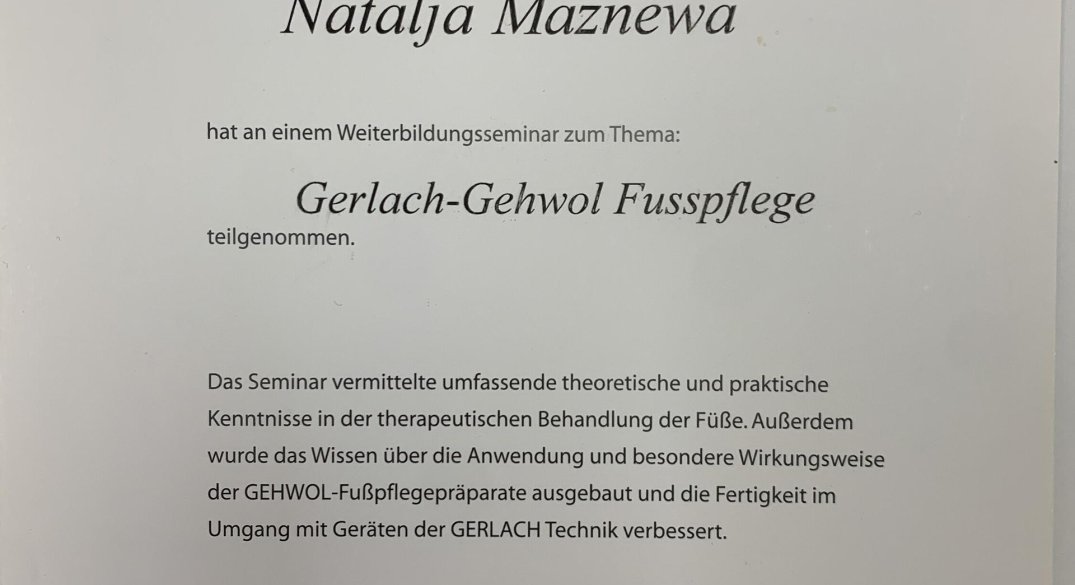 Natalja Maznewa
hat an einem Weiterbildungsseminar zum Thema:
Gerlach-Gehwol Fusspflege
teilgenommen.
Das Seminar vermittelte umfassende theoretische und praktische
Kenntnisse in der therapeutischen Behandlung der Füße. Außerdem
wurde das Wissen über die Anwendung und besondere Wirkungsweise
der GEHWOL-Fußpflegepräparate ausgebaut und die Fertigkeit im
Umgang mit Geräten der GERLACH Technik verbessert.